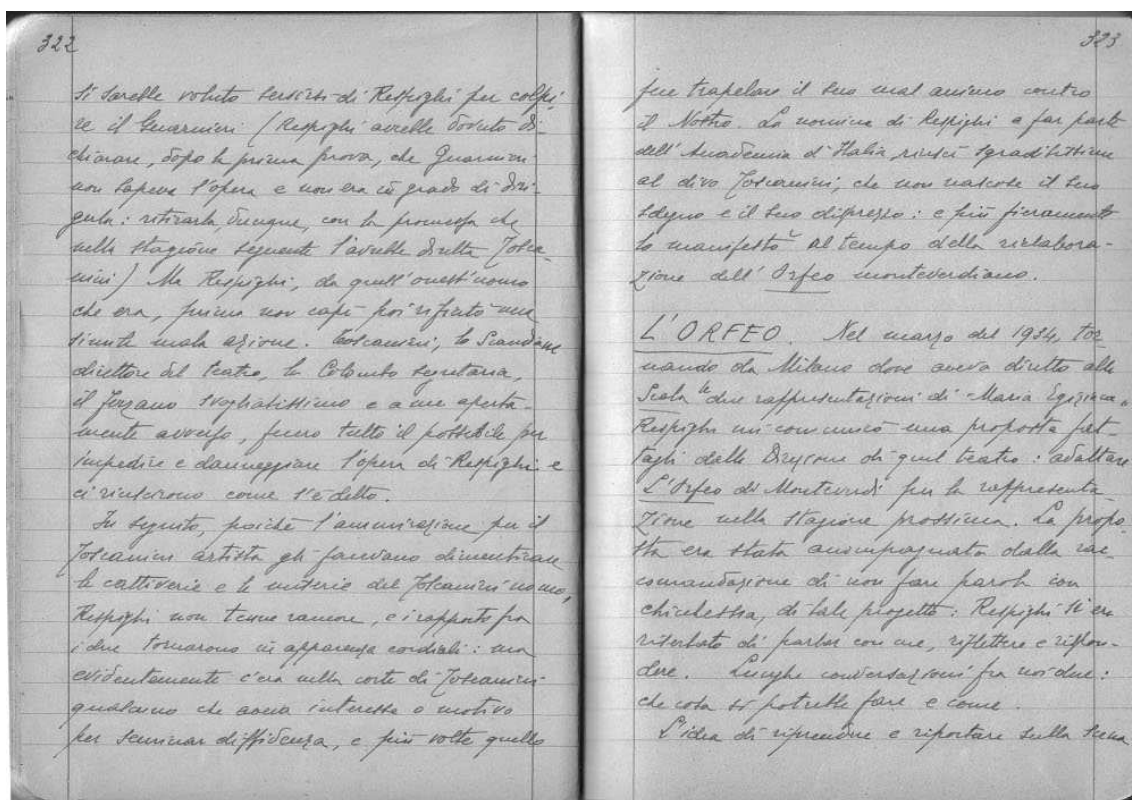 322
si sarebbe voluto servirsi di Respighi per colpi-
re il Guarnieri (Respighi avrebbe dovuto di-
chiarare, dopo la prima prova, che Guarnieri
non sapeva l'opera e non era in grado di diri-
gerla: ritirarla, dunque, con la promessa che
nella stagione seguente l'avrebbe diretta Tosca-
nini) Ma Respighi, da quell'onest'uomo
che era, prima non capì poi rifiutò una
simile mala azione. Toscanini, lo Scandiani
direttore del teatro, la Colombo segretaria,
il Forzano svogliatissimo e a me aperta-
mente avverso, fecero tutto il possibile per
impedire e danneggiare l'opera di Respighi e
ci riuscirono come s'è detto.
In seguito, poiché l'ammirazione per il
Toscanini artista gli facevano dimenticare
le cattiverie e le miserie del Toscanini uomo,
Respighi non tenne rancore, e i rapporti fra
i due tornarono in apparenza cordiali: ma
evidentemente c'era nella corte di Toscanini
qualcuno che aveva interesse o motivo
per seminar diffidenza, e più volte quello
323
fece trapelare il suo mal animo contro
il Nostro. La nomina di Respighi a far parte
dell'Accademia d'Italia, riuscì sgraditissima
al divo Toscanini, che non nascose il suo
sdegno e il suo disprezzo: e più fieramente
lo manifestò al tempo della rielabora-
zione dell'Orfeo monteverdiano.
L'ORFEO. Nel marzo del 1934, tor-
nando da Milano dove aveva diretto alla
Scala le due rappresentazioni di "Maria Egiziaca"
Respighi mi comunicò una proposta fat-
tagli dalla Direzione di quel teatro: adattare
L'Orfeo di Monteverdi per la rappresenta-
zione nella stagione prossima. La propo-
sta era stata accompagnata dalla rac-
comandazione di non fare parola con
chichessia, di tale progetto: Respighi si era
riserbato di parlar con me, riflettere e rispon-
dere. Lunghe conversazioni fra noi due:
che cosa si potrebbe fare e come.
L'idea di riprendere e riportare sulla scena